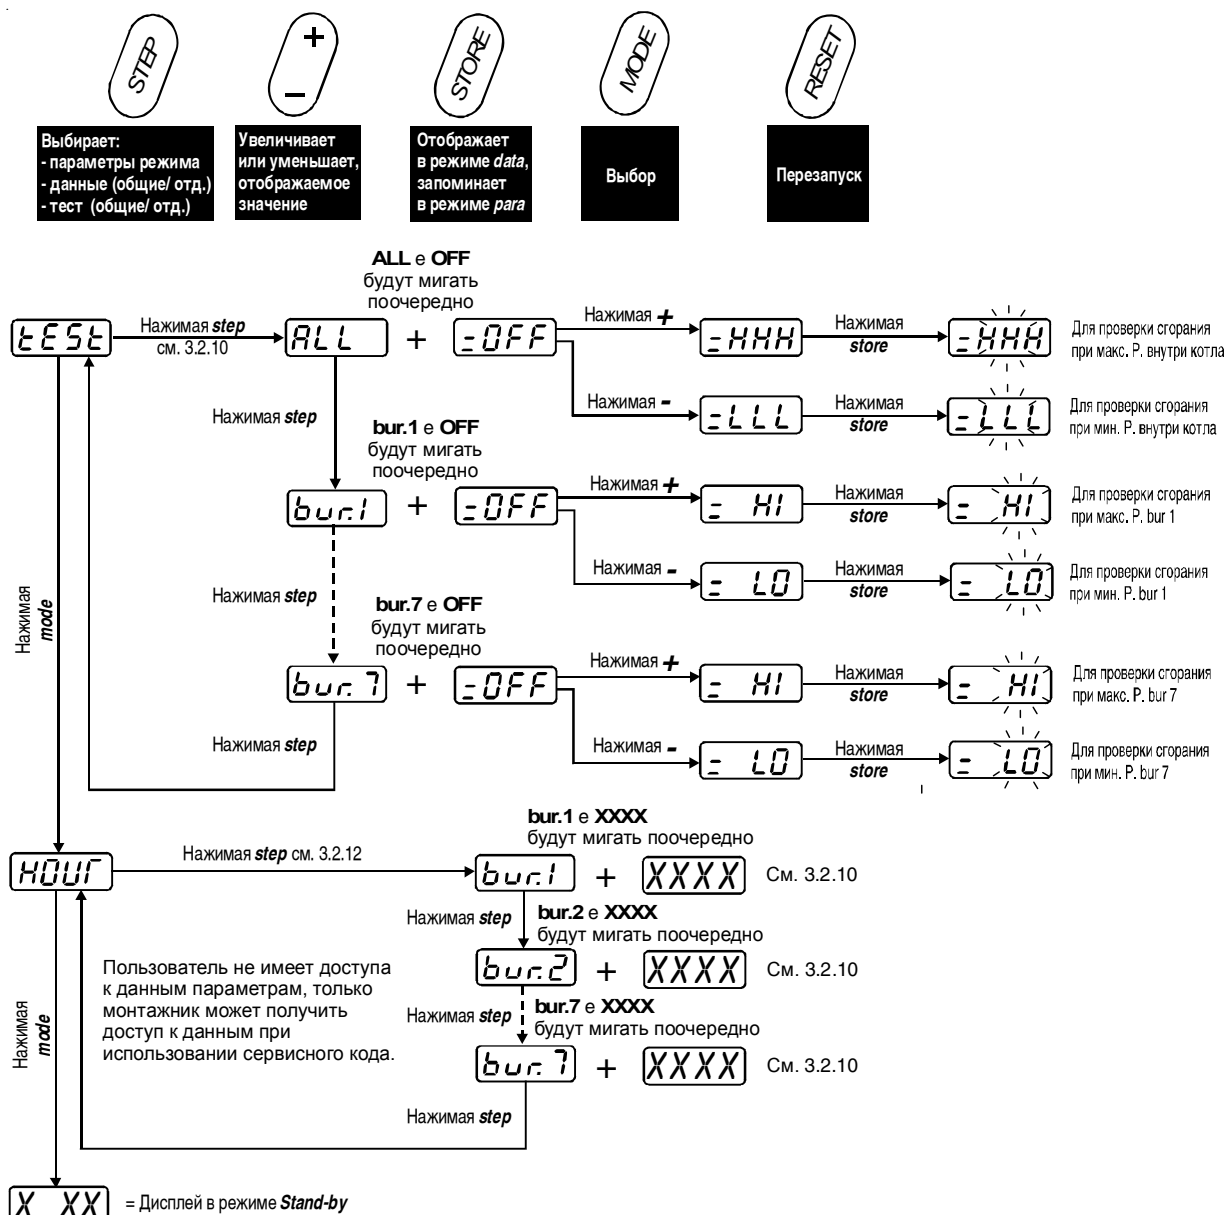 STEP
+
−
STORE
MODE
RESET
Выбирает:
- параметры режима
- данные (общие/ отд.)
- тест (общие/ отд.)
Увеличивает
или уменьшает,
отображаемое
значение
Отображает
в режиме data,
запоминает
в режиме para
Выбор
Перезапуск
ALL e OFF
будут мигать
поочередно
tESt
Нажимая step
см. 3.2.10
ALL
+
=OFF
Нажимая +
=HHH
Нажимая
store
=HHH
Для проверки сгорания
при макс. Р. внутри котла
Нажимая -
=LLL
Нажимая
store
=LLL
Для проверки сгорания
при мин. Р. внутри котла
Нажимая step
bur.1 e OFF
будут мигать
поочередно
bur.1
+
=OFF
Нажимая +
= HI
Нажимая
store
= HI
Для проверки сгорания
при макс. Р. bur 1
Нажимая -
= LO
Нажимая
store
= LO
Для проверки сгорания
при мин. Р. bur 1
Нажимая step
Нажимая
mode
bur.7 e OFF
будут мигать
поочередно
bur.7
+
=OFF
Нажимая +
= HI
Нажимая
store
= HI
Для проверки сгорания
при макс. Р. bur 7
Нажимая step
Нажимая -
= LO
Нажимая
store
= LO
Для проверки сгорания
при мин. Р. bur 7
bur.1 e XXXX
будут мигать поочередно
HOUr
Нажимая step см. 3.2.12
bur.1
+
XXXX
См. 3.2.10
Нажимая step
bur.2 e XXXX
будут мигать поочередно
bur.2
+
XXXX
См. 3.2.10
Пользователь не имеет доступа
к данным параметрам, только
монтажник может получить
доступ к данным при
использовании сервисного кода.
Нажимая
mode
Нажимая step
bur.7 e XXXX
будут мигать поочередно
bur.7
+
XXXX
См. 3.2.10
Нажимая step
X XX
= Дисплей в режиме Stand-by